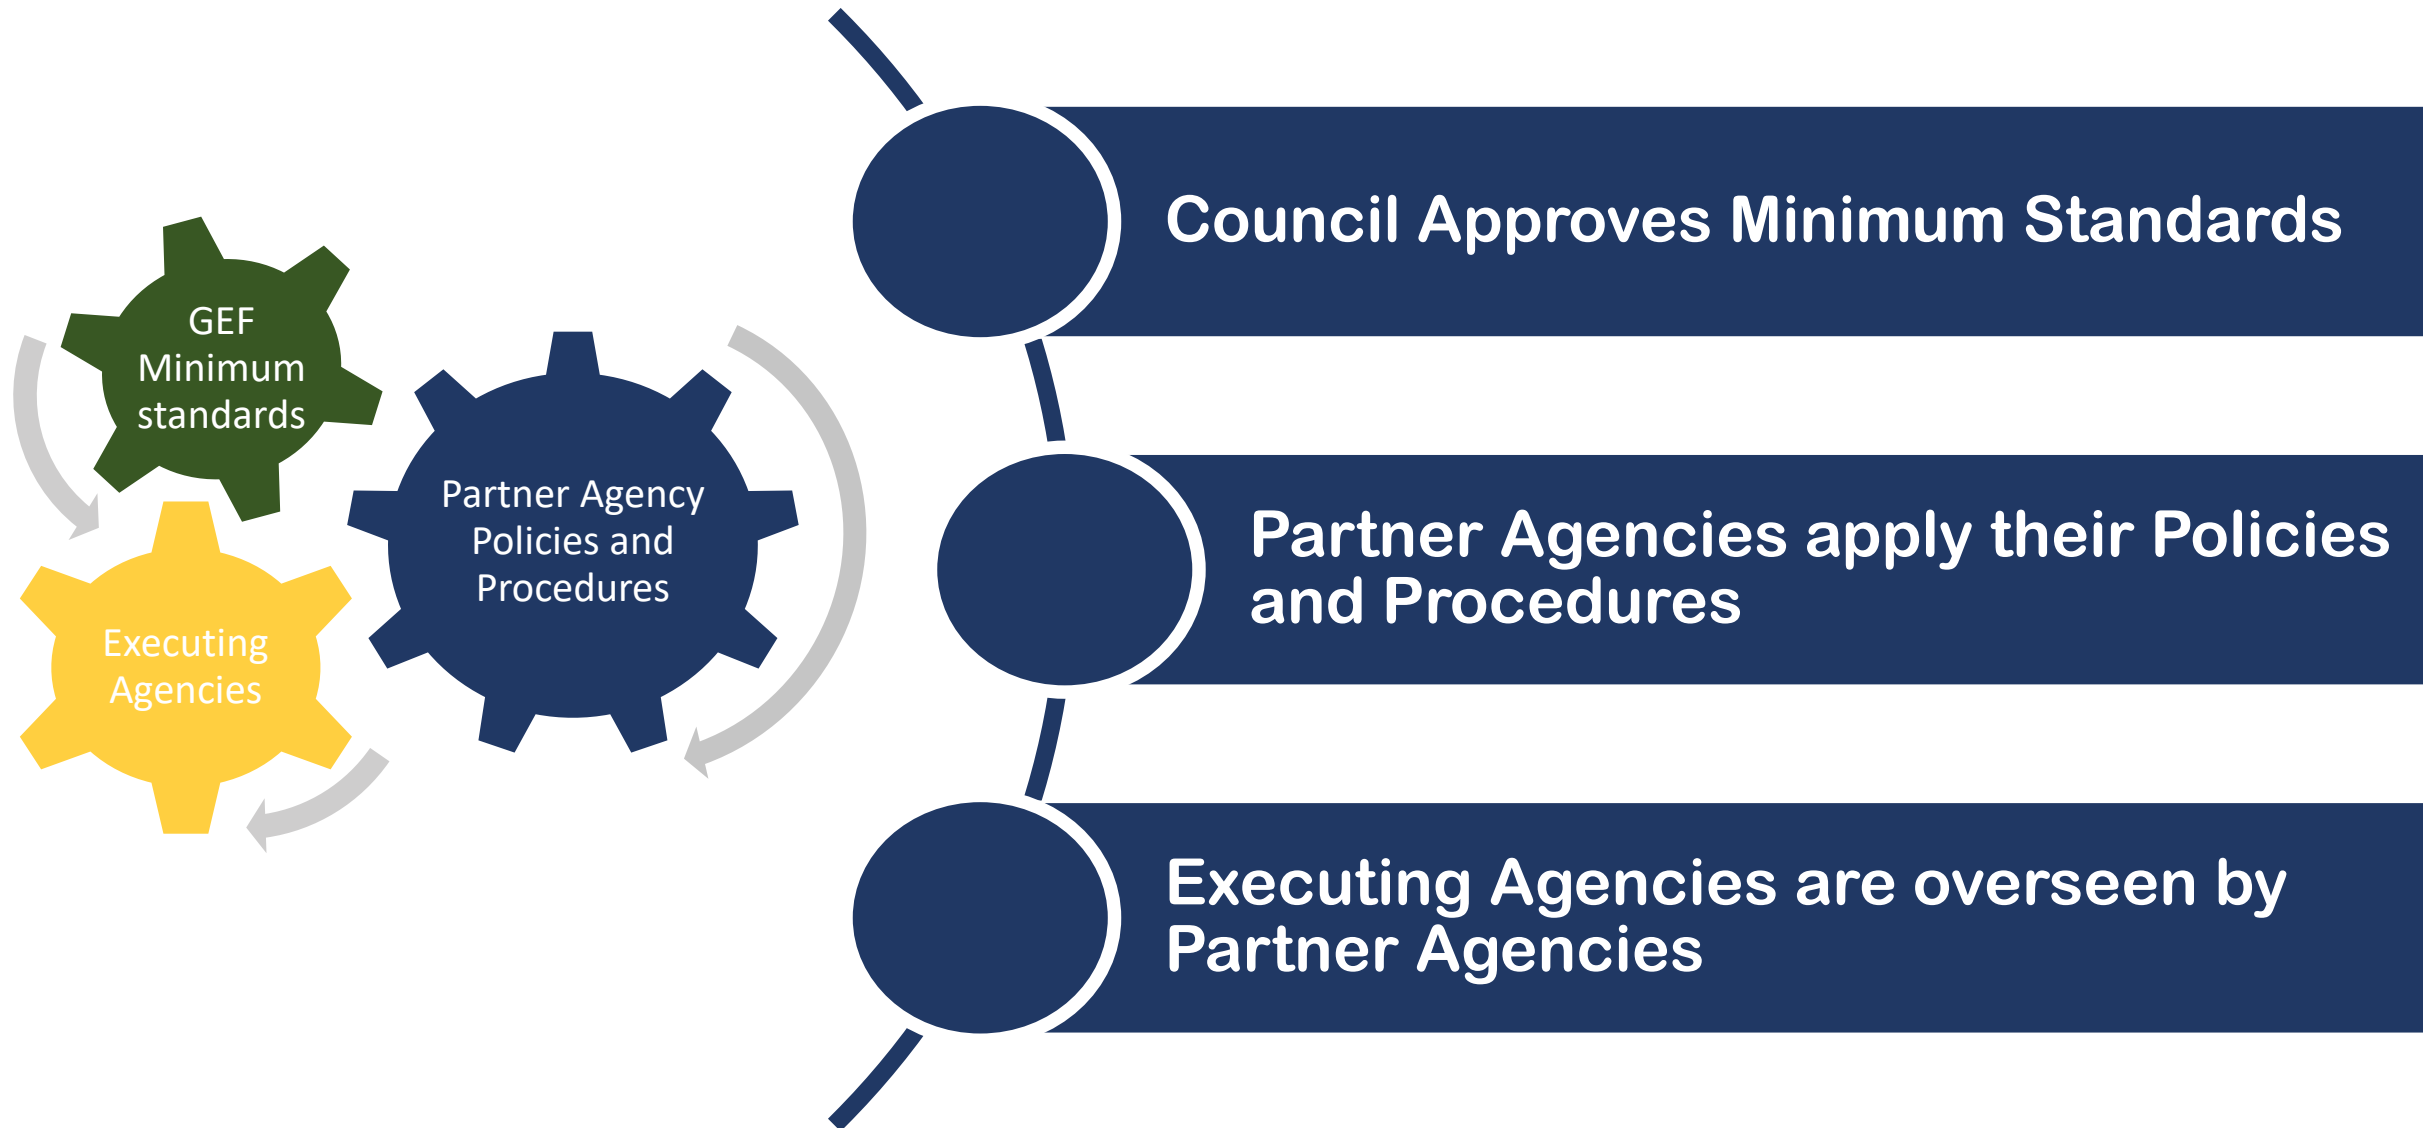 GEF
Minimum
standards
Partner Agency
Policies and
Procedures
Executing
Agencies
Council Approves Minimum Standards
Partner Agencies apply their Policies
and Procedures
Executing Agencies are overseen by
Partner Agencies